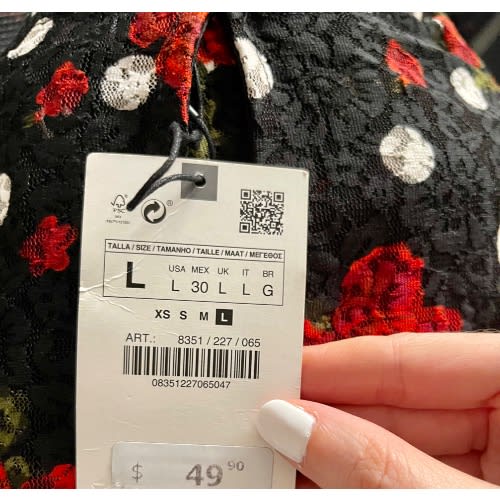 FSC
TALLA / SIZE / TAMANHO / TAILLE / MAAT / ΜΕΓΕΘΟΣ
L
USA MEX UK IT BR
L 30 L L G
XS S M L
ART.: 8351 / 227 / 065
08351227065047
$ 49 90